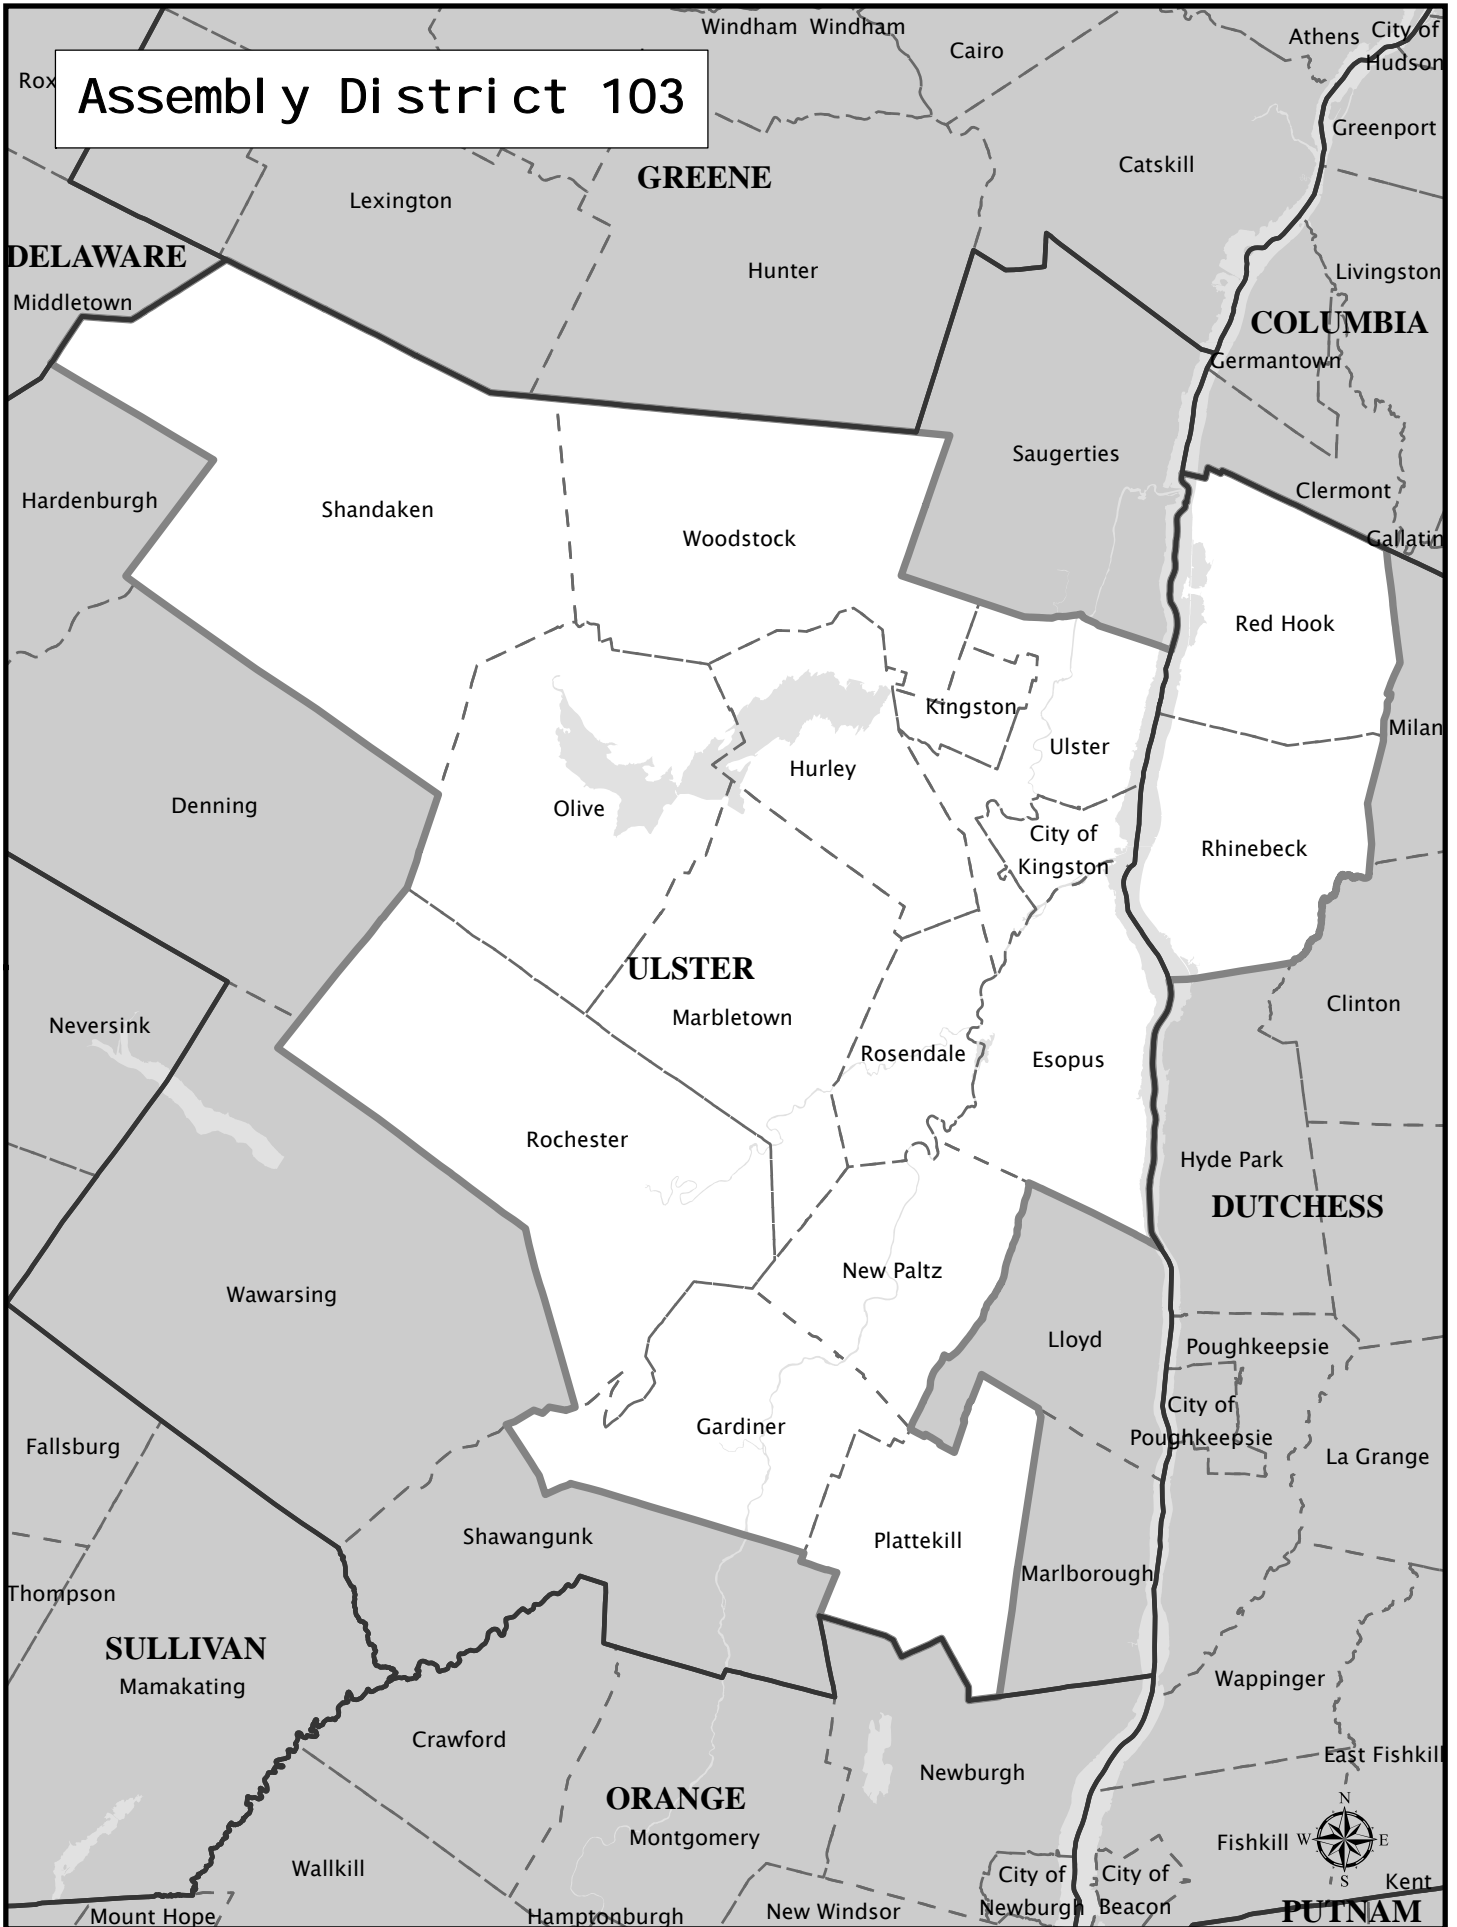 Windham Windham
Cairo
Athens
City of
Hudson
Rox
Assembly District 103
Greenport
GREENE
Catskill
Lexington
DELAWARE
Hunter
Livingston
Middletown
COLUMBIA
Germantown
Saugerties
Hardenburgh
Shandaken
Clermont
Woodstock
Gallatin
Red Hook
Kingston
Milan
Ulster
Hurley
Denning
Olive
City of
Kingston
Rhinebeck
ULSTER
Clinton
Neversink
Marbletown
Rosendale
Esopus
Rochester
Hyde Park
DUTCHESS
New Paltz
Wawarsing
Lloyd
Poughkeepsie
City of
Poughkeepsie
Gardiner
Fallsburg
La Grange
Shawangunk
Plattekill
Marlborough
Thompson
SULLIVAN
Mamakating
Wappinger
Crawford
East Fishkill
Newburgh
ORANGE
Montgomery
N
W E
S
Fishkill
Wallkill
City of
Newburgh
City of
Beacon
Kent
PUTNAM
Mount Hope
Hamptonburgh
New Windsor